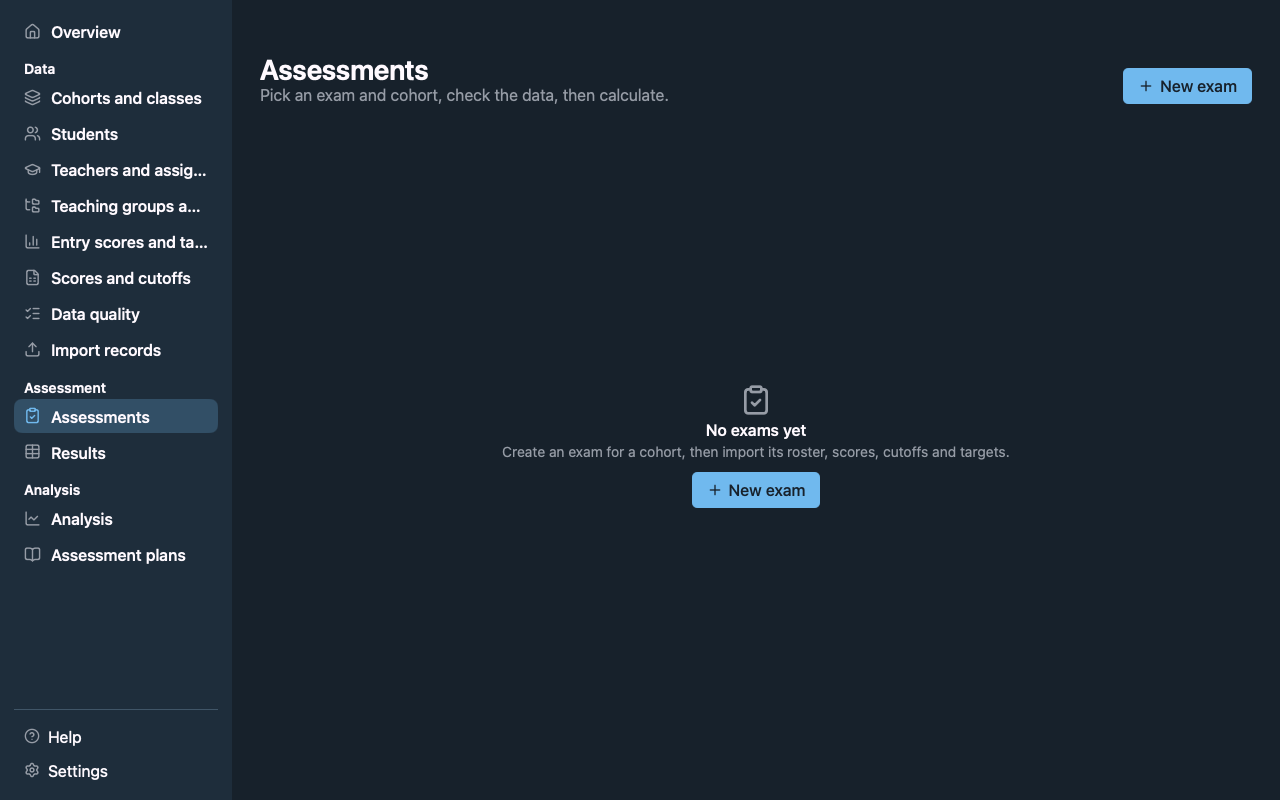 Overview
Data
Cohorts and classes
Students
Teachers and assig...
Teaching groups a...
Entry scores and ta...
Scores and cutoffs
Data quality
Import records
Assessment
Assessments
Results
Analysis
Analysis
Assessment plans
Help
Settings
Assessments
Pick an exam and cohort, check the data, then calculate.
New exam
No exams yet
Create an exam for a cohort, then import its roster, scores, cutoffs and targets.
New exam